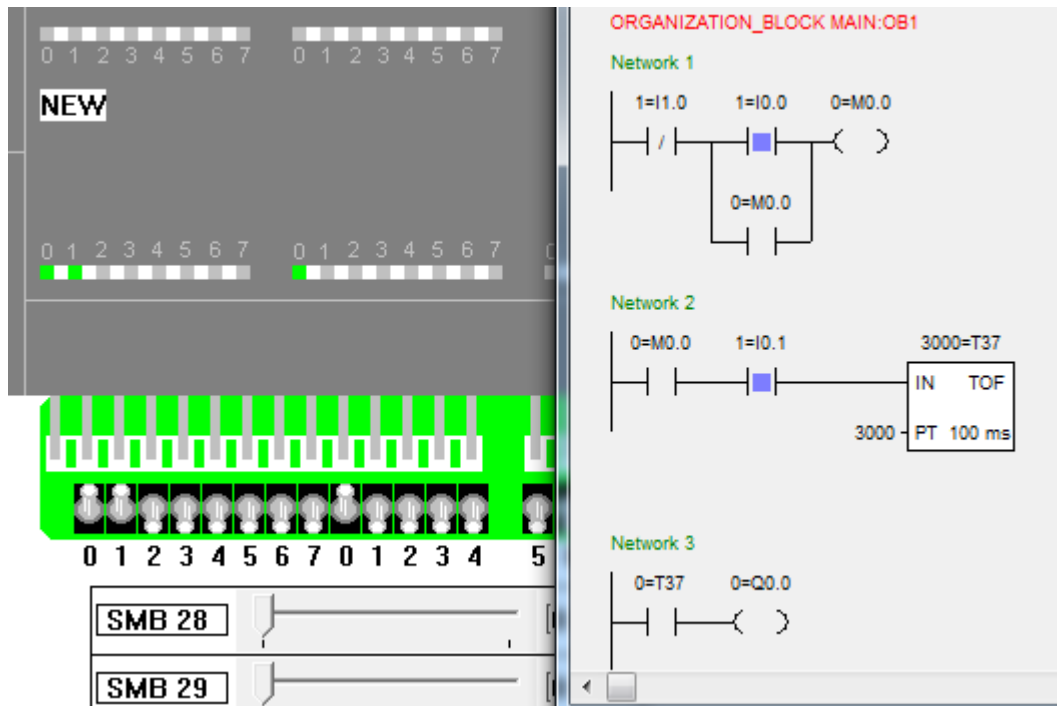 0 1 2 3 4 5 6 7
0 1 2 3 4 5 6 7
NEW
0 1 2 3 4 5 6 7
0 1 2 3 4 5 6 7
0 1 2 3 4 5 6 7 0 1 2 3 4 5
SMB 28
SMB 29
ORGANIZATION_BLOCK MAIN:OB1
Network 1
1=I1.0 1=I0.0 0=M0.0
/
0=M0.0
Network 2
0=M0.0 1=I0.1 3000=T37
IN TOF
3000 PT 100 ms
Network 3
0=T37 0=Q0.0